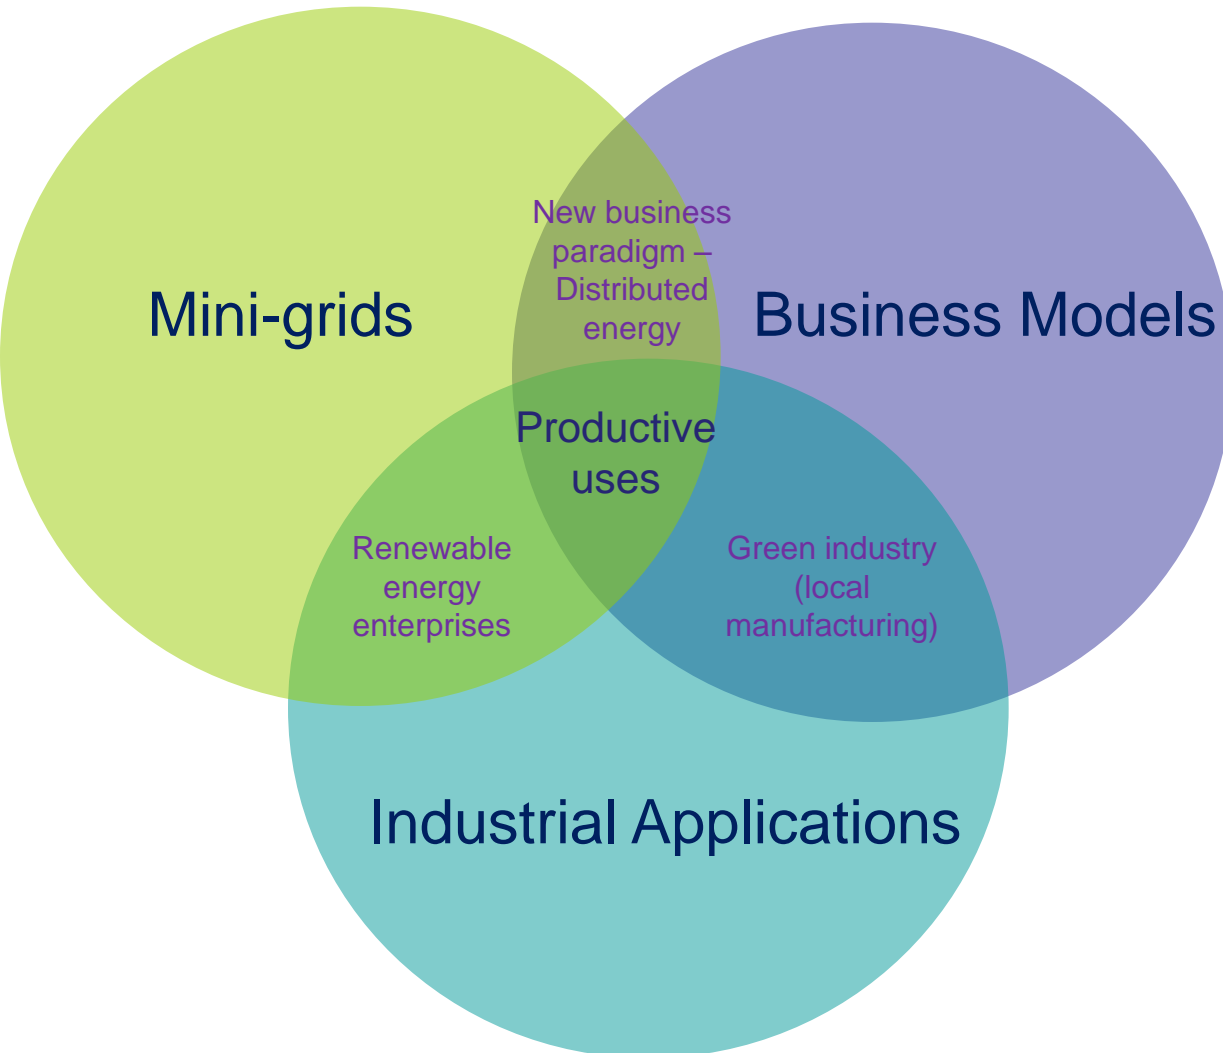 New business
paradigm –
Distributed
energy
Mini-grids
Business Models
Productive
uses
Renewable
energy
enterprises
Green industry
(local
manufacturing)
Industrial Applications